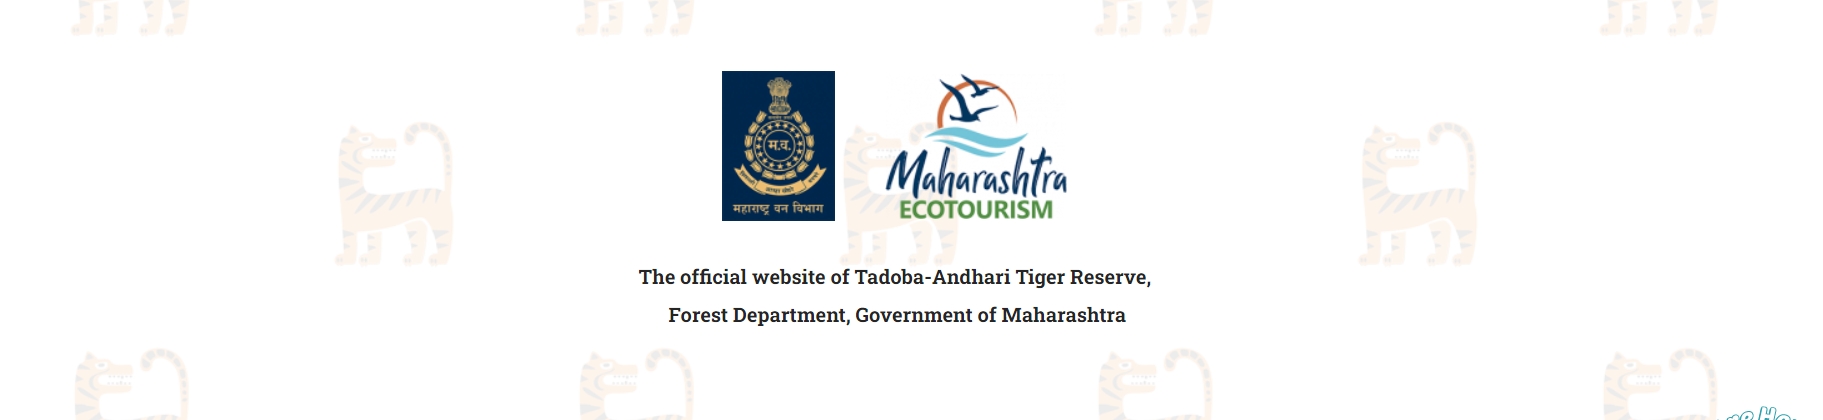 म.व.
महाराष्ट्र वन विभाग
Maharashtra
ECOTOURISM
The official website of Tadoba-Andhari Tiger Reserve,
Forest Department, Government of Maharashtra